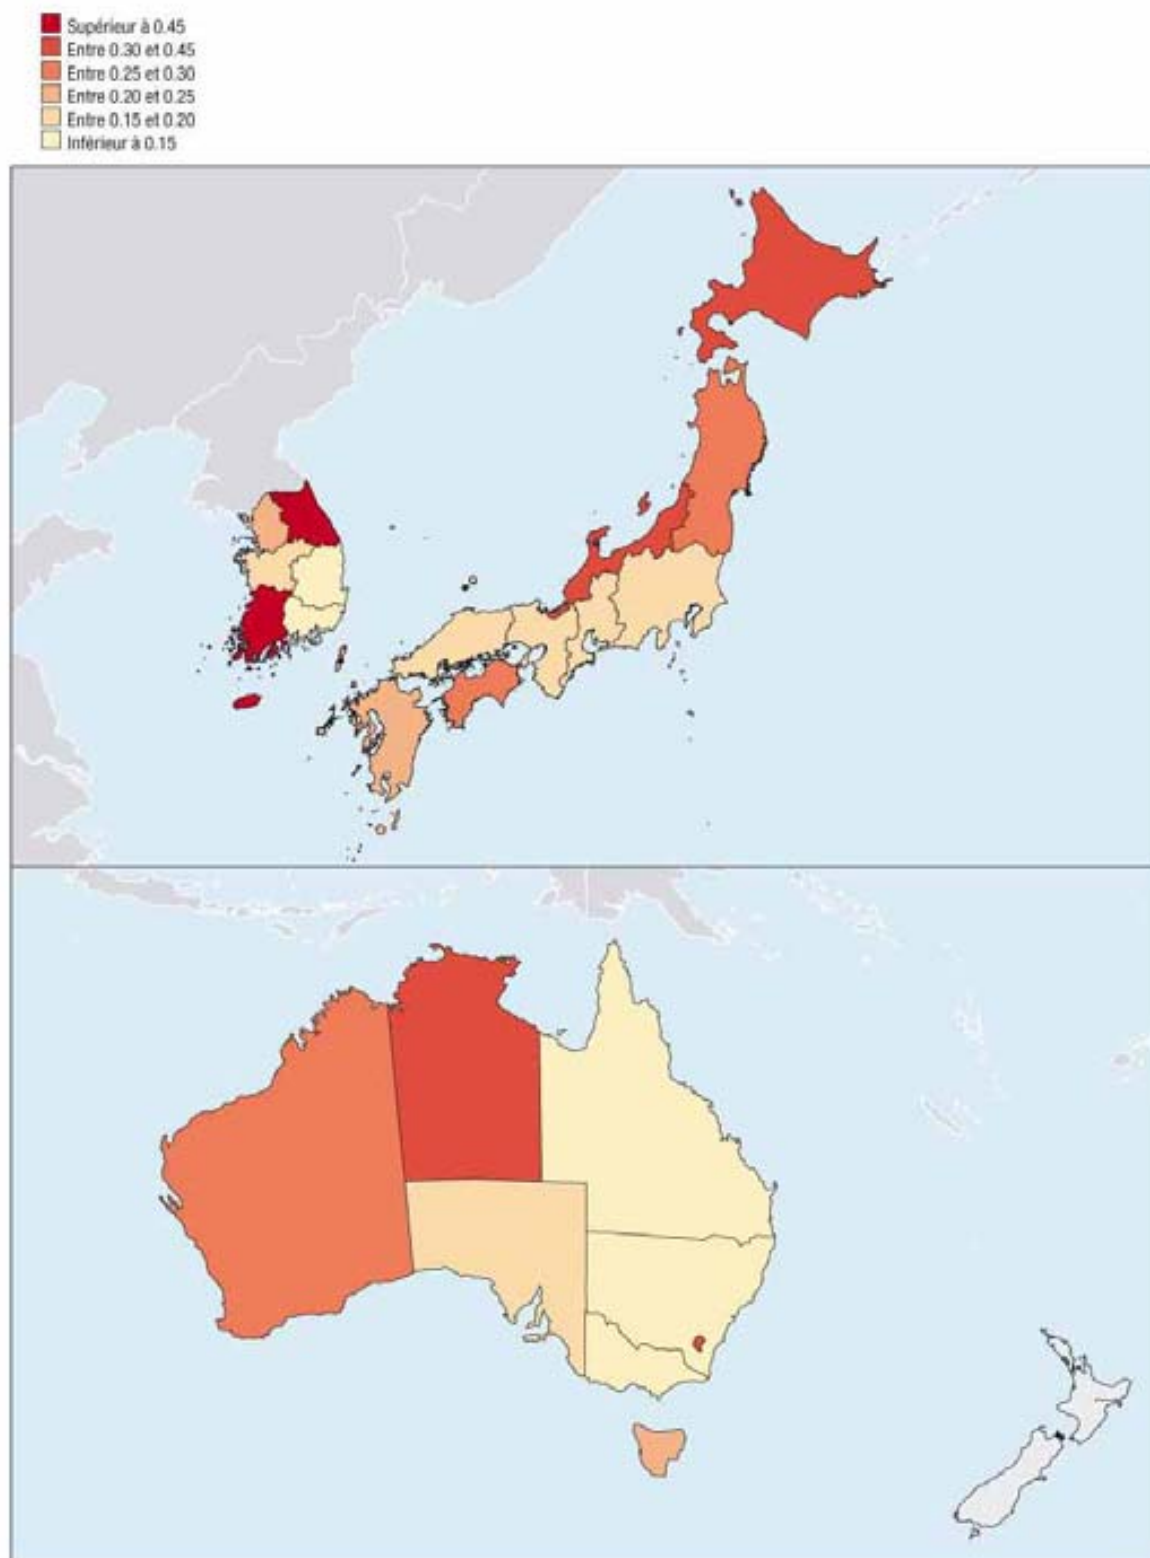 Supérieur à 0.45
Entre 0.30 et 0.45
Entre 0.25 et 0.30
Entre 0.20 et 0.25
Entre 0.15 et 0.20
Inférieur à 0.15